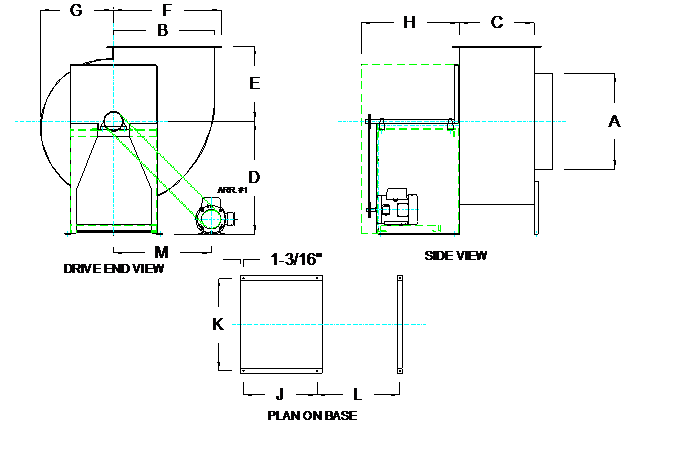 G F
B
H C
E
A
D
ARR. #1
M
DRIVE END VIEW
SIDE VIEW
1-3/16"
K
J L
PLAN ON BASE